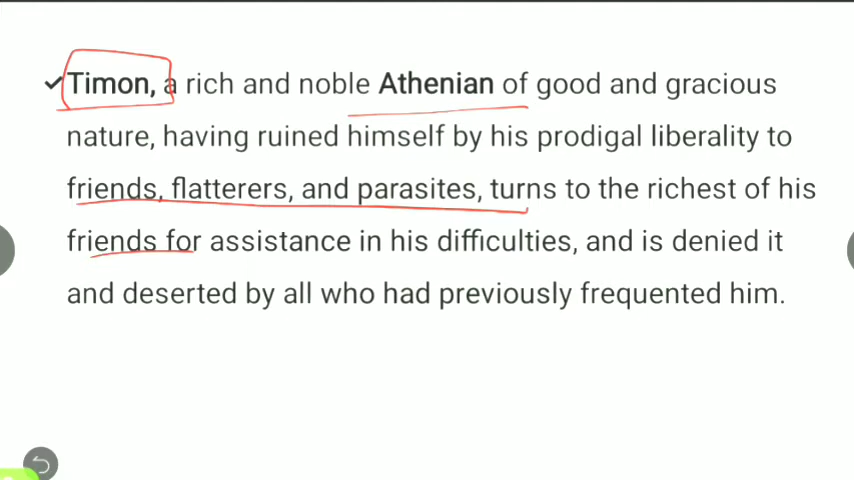 Timon, a rich and noble Athenian of good and gracious
nature, having ruined himself by his prodigal liberality to
friends, flatterers, and parasites, turns to the richest of his
friends for assistance in his difficulties, and is denied it
and deserted by all who had previously frequented him.